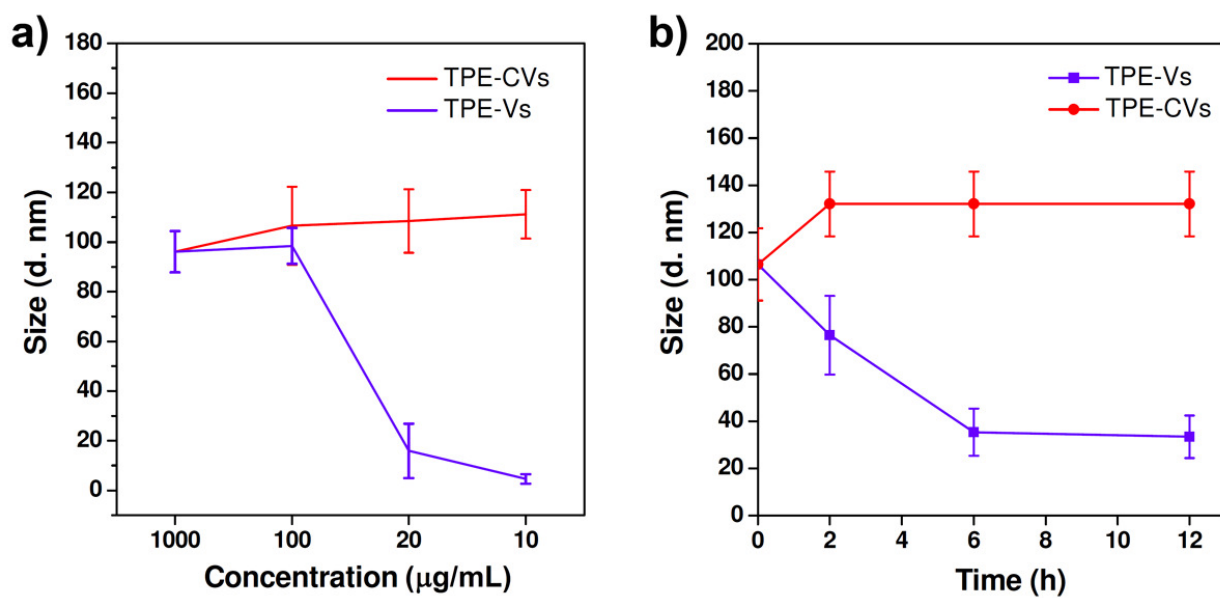 a)
180
160
140
120
100
80
60
40
20
0
Size (d. nm)
TPE-CVs
TPE-Vs
1000 100 20 10
Concentration (μg/mL)
b)
200
180
160
140
120
100
80
60
40
20
0
Size (d. nm)
TPE-Vs
TPE-CVs
0 2 4 6 8 10 12
Time (h)